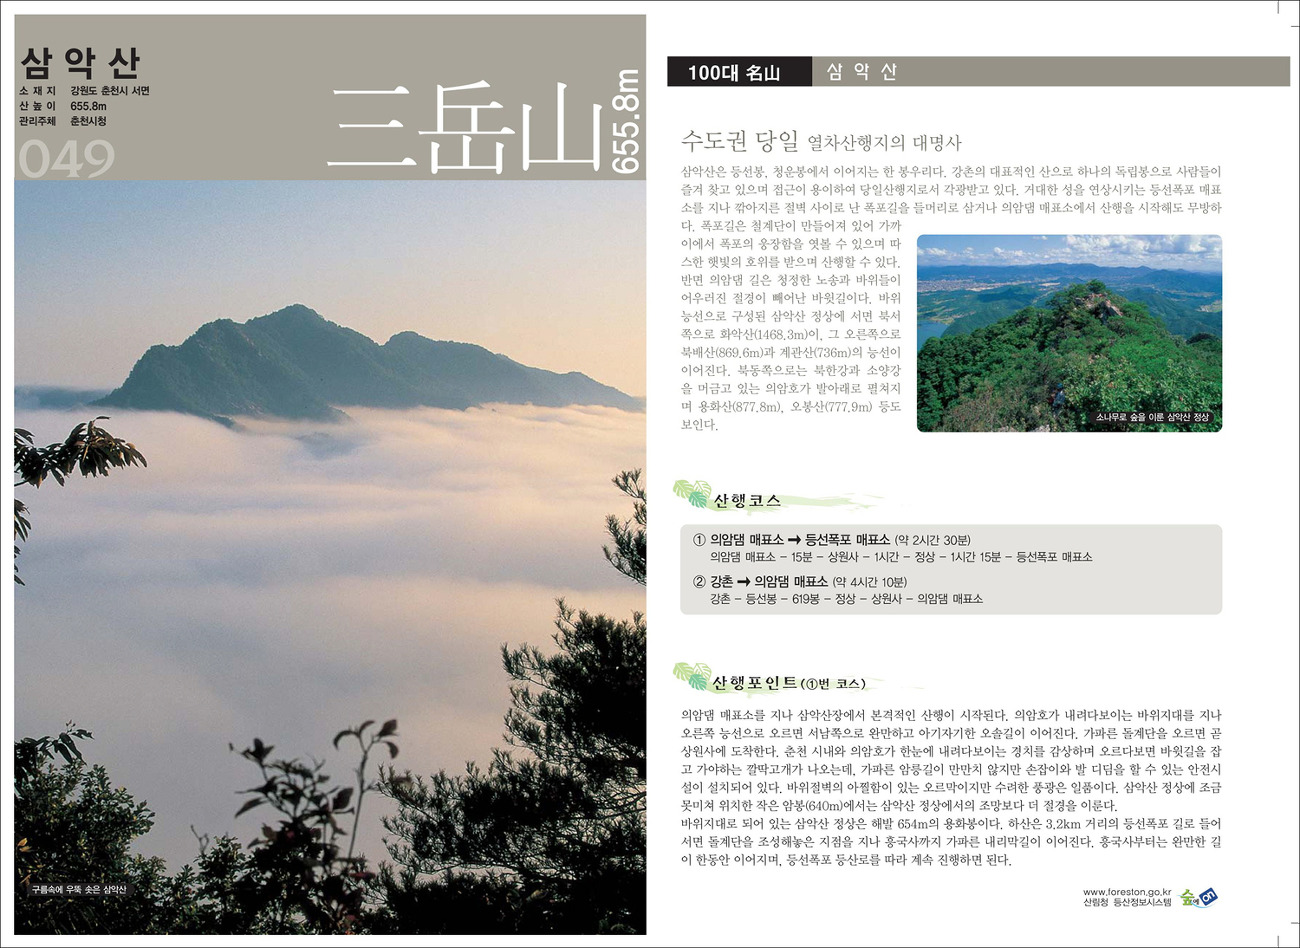 삼 악 산
소 재 지 강원도 춘천시 서면
산 높 이 655.8m
관리주체 춘천시청
049
三岳山
655.8m
구름속에 우뚝 솟은 삼악산
100대 名山 삼 악 산
수도권 당일 열차산행지의 대명사
삼악산은 등선봉, 청운봉에서 이어지는 한 봉우리다. 강촌의 대표적인 산으로 하나의 독립봉으로 사람들이
즐겨 찾고 있으며 접근이 용이하여 당일산행지로서 각광받고 있다. 거대한 성을 연상시키는 등선폭포 매표
소를 지나 깎아지른 절벽 사이로 난 폭포길을 들머리로 삼거나 의암댐 매표소에서 산행을 시작해도 무방하
다. 폭포길은 철계단이 만들어져 있어 가까
이에서 폭포의 웅장함을 엿볼 수 있으며 따
스한 햇빛의 호위를 받으며 산행할 수 있다.
반면 의암댐 길은 청정한 노송과 바위들이
어우러진 절경이 빼어난 바윗길이다. 바위
능선으로 구성된 삼악산 정상에 서면 북서
쪽으로 화악산(1468.3m)이, 그 오른쪽으로
북배산(869.6m)과 계관산(736m)의 능선이
이어진다. 북동쪽으로는 북한강과 소양강
을 머금고 있는 의암호가 발아래로 펼쳐지
며 용화산(877.8m), 오봉산(777.9m) 등도
보인다.
소나무로 숲을 이룬 삼악산 정상
산행코스
① 의암댐 매표소 ➜ 등선폭포 매표소 (약 2시간 30분)
의암댐 매표소 – 15분 – 상원사 – 1시간 – 정상 – 1시간 15분 – 등선폭포 매표소
② 강촌 ➜ 의암댐 매표소 (약 4시간 10분)
강촌 – 등선봉 – 619봉 – 정상 – 상원사 – 의암댐 매표소
산행포인트(①번 코스)
의암댐 매표소를 지나 삼악산장에서 본격적인 산행이 시작된다. 의암호가 내려다보이는 바위지대를 지나
오른쪽 능선으로 오르면 서남쪽으로 완만하고 아기자기한 오솔길이 이어진다. 가파른 돌계단을 오르면 곧
상원사에 도착한다. 춘천 시내와 의암호가 한눈에 내려다보이는 경치를 감상하며 오르다보면 바윗길을 잡
고 가야하는 깔딱고개가 나오는데, 가파른 암릉길이 만만치 않지만 손잡이와 발 디딤을 할 수 있는 안전시
설이 설치되어 있다. 바위절벽의 아찔함이 있는 오르막이지만 수려한 풍광은 일품이다. 삼악산 정상에 조금
못미쳐 위치한 작은 암봉(640m)에서는 삼악산 정상에서의 조망보다 더 절경을 이룬다.
바위지대로 되어 있는 삼악산 정상은 해발 654m의 용화봉이다. 하산은 3.2km 거리의 등선폭포 길로 들어
서면 돌계단을 조성해놓은 지점을 지나 흥국사까지 가파른 내리막길이 이어진다. 흥국사부터는 완만한 길
이 한동안 이어지며, 등선폭포 등산로를 따라 계속 진행하면 된다.
www.foreston.go.kr
산림청 등산정보시스템
숲에on